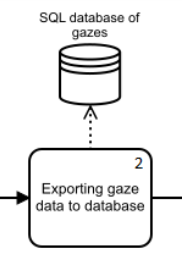 SQL database of
gazes
2
Exporting gaze
data to database